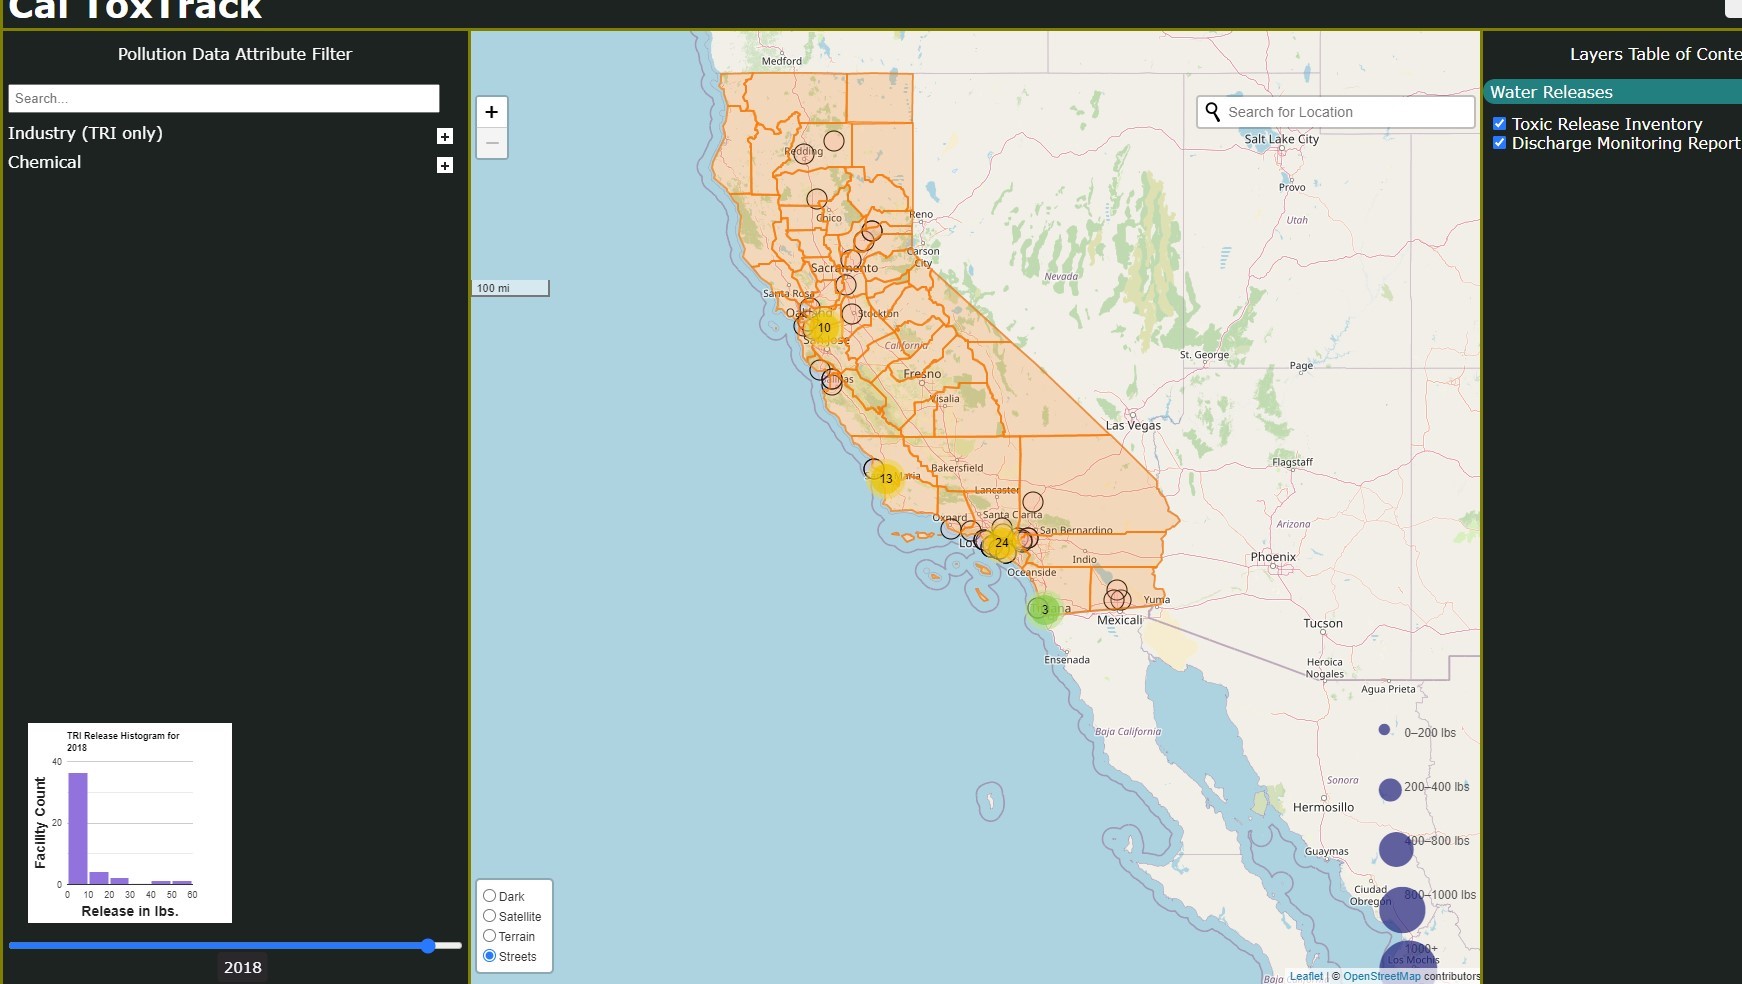 Cal ToxTrack
Pollution Data Attribute Filter
Search...
Industry (TRI only)
+
Chemical
+
TRI Release Histogram for
2018
40
20
0
Facility Count
0 10 20 30 40 50 60
Release in lbs.
2018
+
−
100 mi
Search for Location
Medford
Redding
Chico
Reno
Carson
City
Sacramento
Santa Rosa
Stockton
10
San Jose
California
Fresno
Visalia
Nevada
Salt Lake City
Provo
Utah
St. George
Page
Las Vegas
Flagstaff
Bakersfield
13
Lancaster
Santa Clarita
Oxnard
San Bernardino
24
Indio
Oceanside
Arizona
Phoenix
3
Yuma
Mexicali
Tucson
Ensenada
Heroica
Nogales
Agua Prieta
Baja California
Sonora
Hermosillo
Guaymas
Ciudad
Obregon
Los Mochis
0–200 lbs
200–400 lbs
400–800 lbs
800–1000 lbs
1000+
Dark
Satellite
Terrain
Streets
Leaflet | © OpenStreetMap contributors
Layers Table of Conte
Water Releases
Toxic Release Inventory
Discharge Monitoring Report